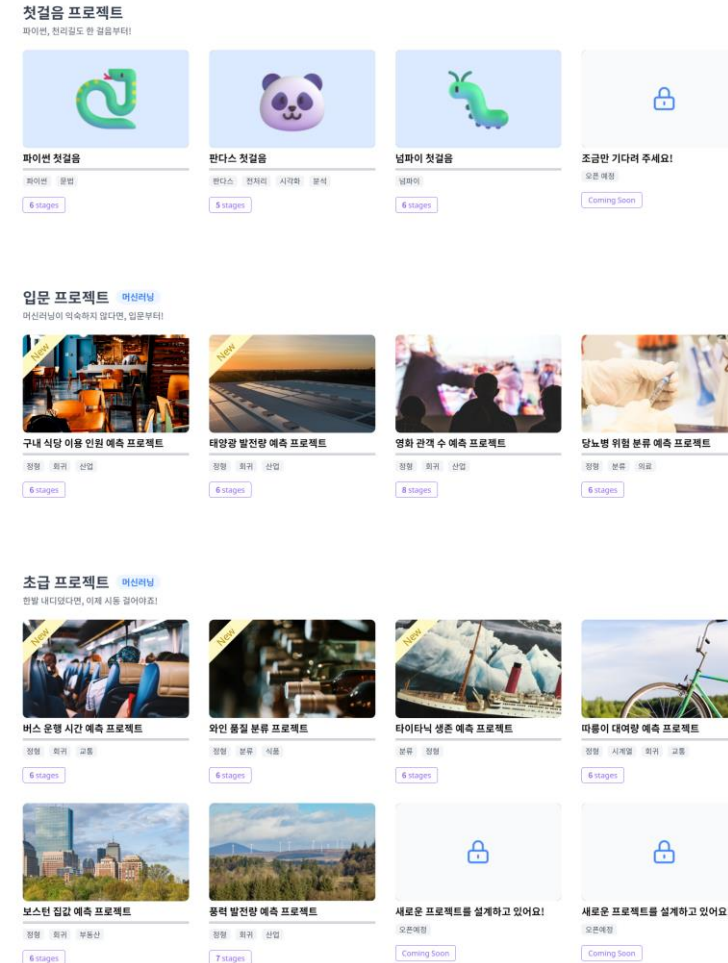 첫걸음 프로젝트
파이썬, 천리길도 한 걸음부터!
파이썬 첫걸음
파이썬 문법
6 stages
판다스 첫걸음
판다스 전처리 시각화 분석
5 stages
넘파이 첫걸음
넘파이
6 stages
조금만 기다려 주세요!
오픈 예정
Coming Soon
입문 프로젝트 머신러닝
머신러닝이 익숙하지 않다면, 입문부터!
New
구내 식당 이용 인원 예측 프로젝트
정형 회귀 산업
6 stages
New
태양광 발전량 예측 프로젝트
정형 회귀 산업
6 stages
영화 관객 수 예측 프로젝트
정형 회귀 산업
8 stages
당뇨병 위험 분류 예측 프로젝트
정형 분류 의료
6 stages
초급 프로젝트 머신러닝
한발 내디뎠다면, 이제 시동 걸어야죠!
New
버스 운행 시간 예측 프로젝트
정형 회귀 교통
6 stages
New
와인 품질 분류 프로젝트
정형 분류 식품
6 stages
New
타이타닉 생존 예측 프로젝트
분류 정형
6 stages
따릉이 대여량 예측 프로젝트
정형 시계열 회귀 교통
6 stages
보스턴 집값 예측 프로젝트
정형 회귀 부동산
6 stages
풍력 발전량 예측 프로젝트
정형 회귀 산업
7 stages
새로운 프로젝트를 설계하고 있어요!
오픈예정
Coming Soon
새로운 프로젝트를 설계하고 있어요
오픈예정
Coming Soon